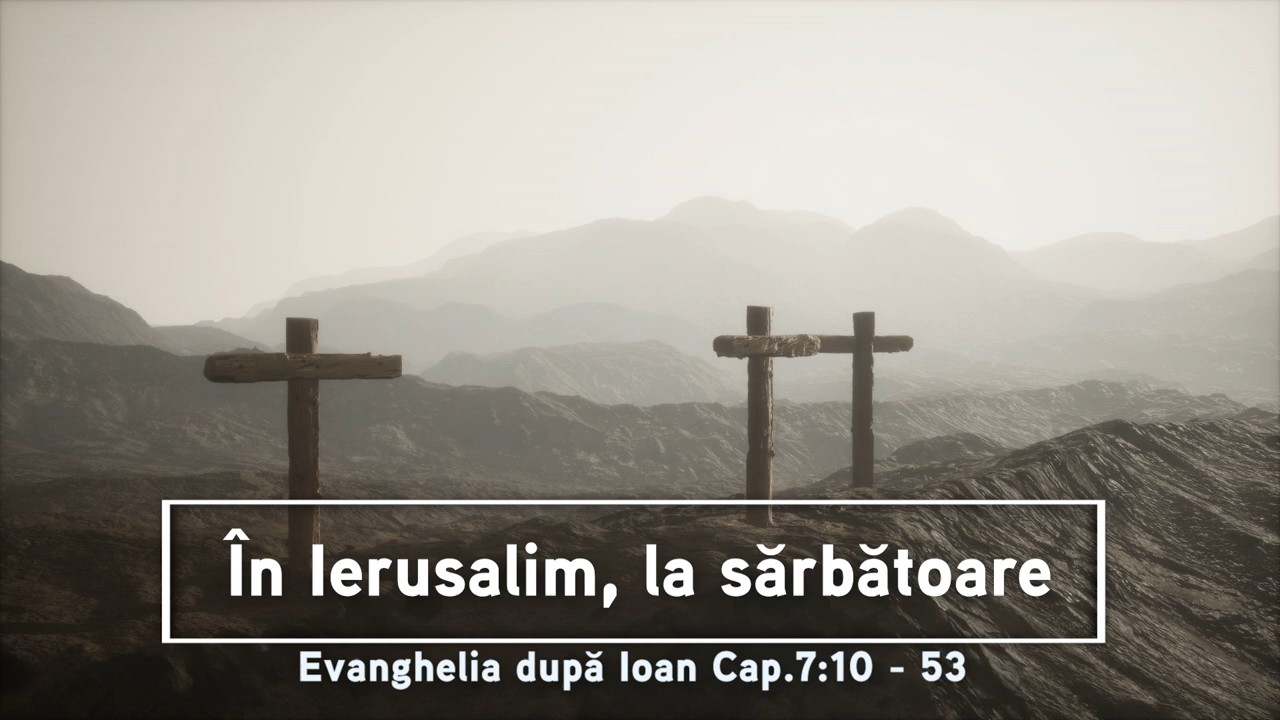 În Ierusalim, la sărbătoare
Evanghelia după Ioan Cap.7:10 - 53